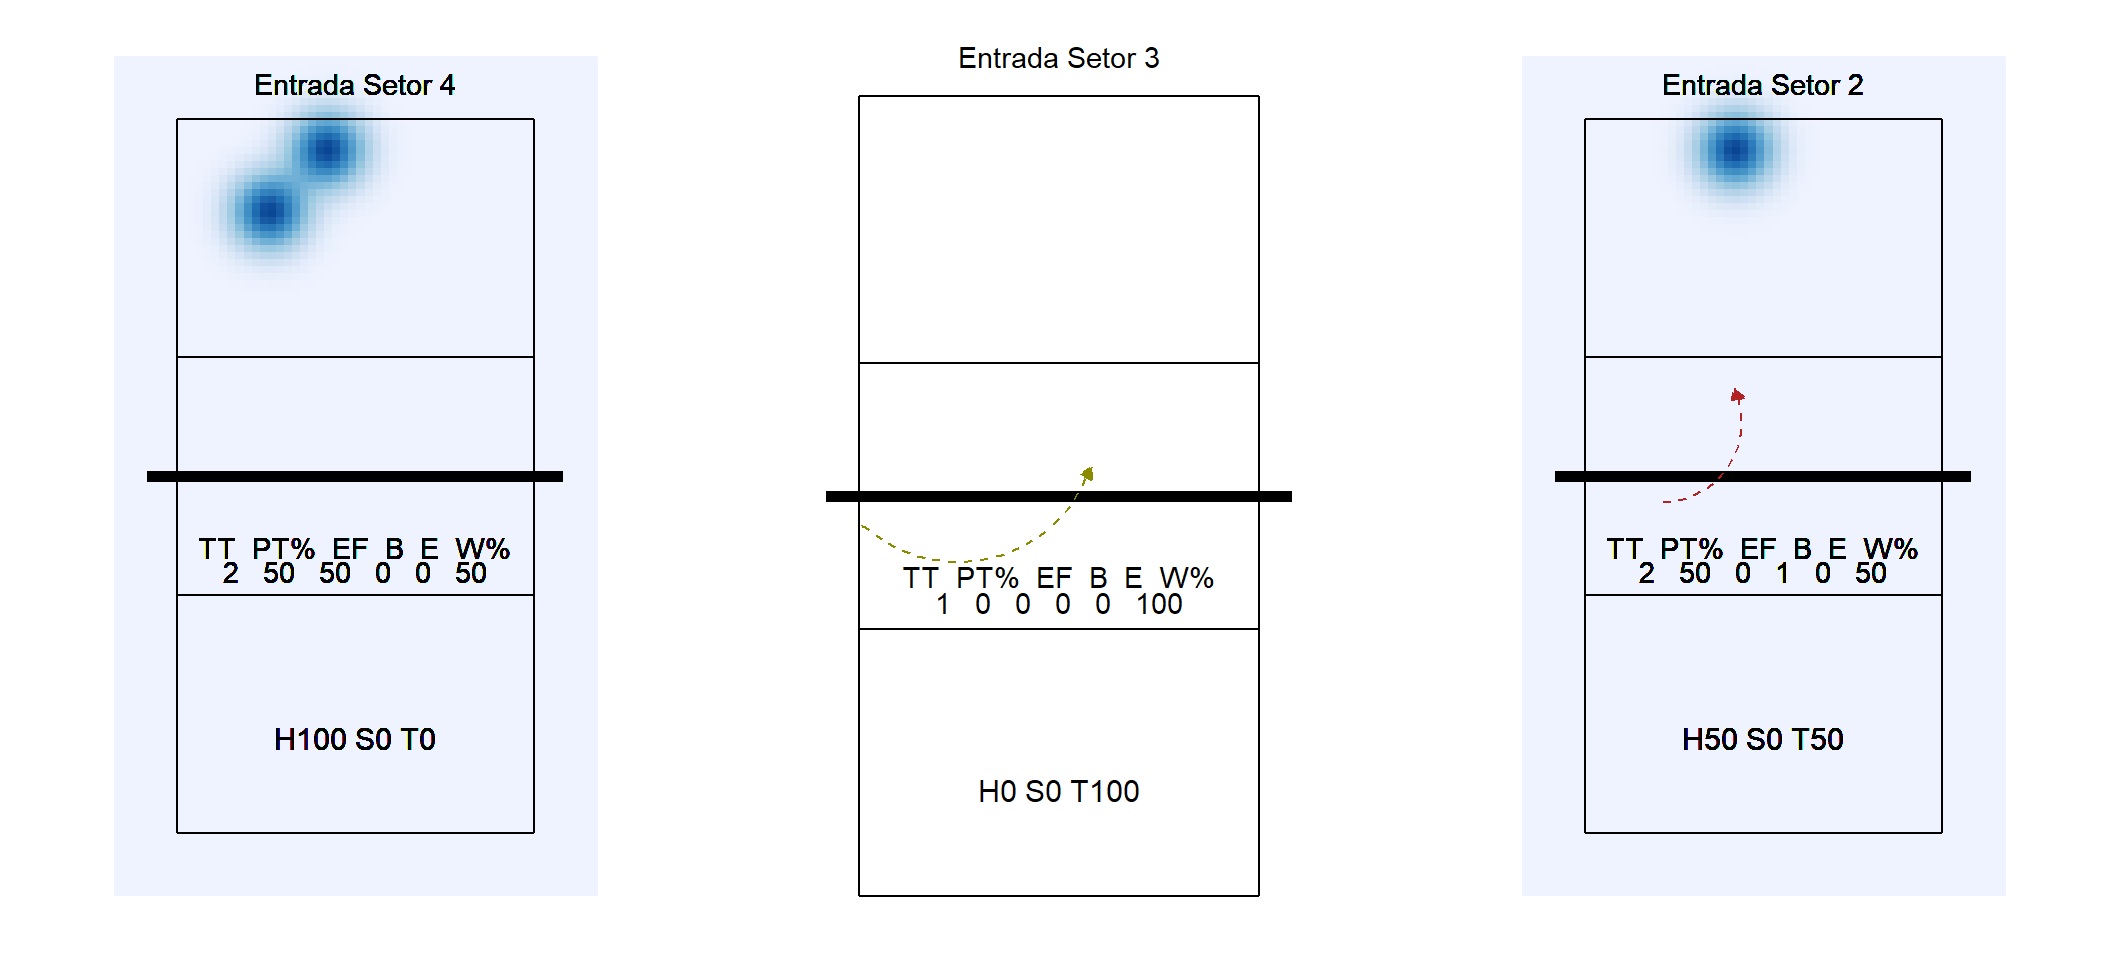 Entrada Setor 4
TT PT% EF B E W%
2 50 50 0 0 50
H100 S0 T0
Entrada Setor 3
TT PT% EF B E W%
1 0 0 0 0 100
H0 S0 T100
Entrada Setor 2
TT PT% EF B E W%
2 50 0 1 0 50
H50 S0 T50